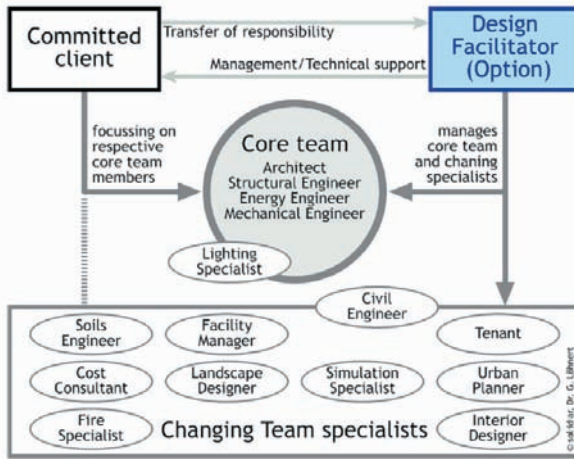 Committed
client
Transfer of responsibility
Management/Technical support
Design
Facilitator
(Option)
focussing on
respective
core team
members
Core team
Architect
Structural Engineer
Energy Engineer
Mechanical Engineer
manages
core team
and chaning
specialists
Lighting
Specialist
Civil
Engineer
Soils
Engineer
Facility
Manager
Tenant
Cost
Consultant
Landscape
Designer
Simulation
Specialist
Urban
Planner
Fire
Specialist
Changing Team specialists
Interior
Designer
Dr. G. Löhnert